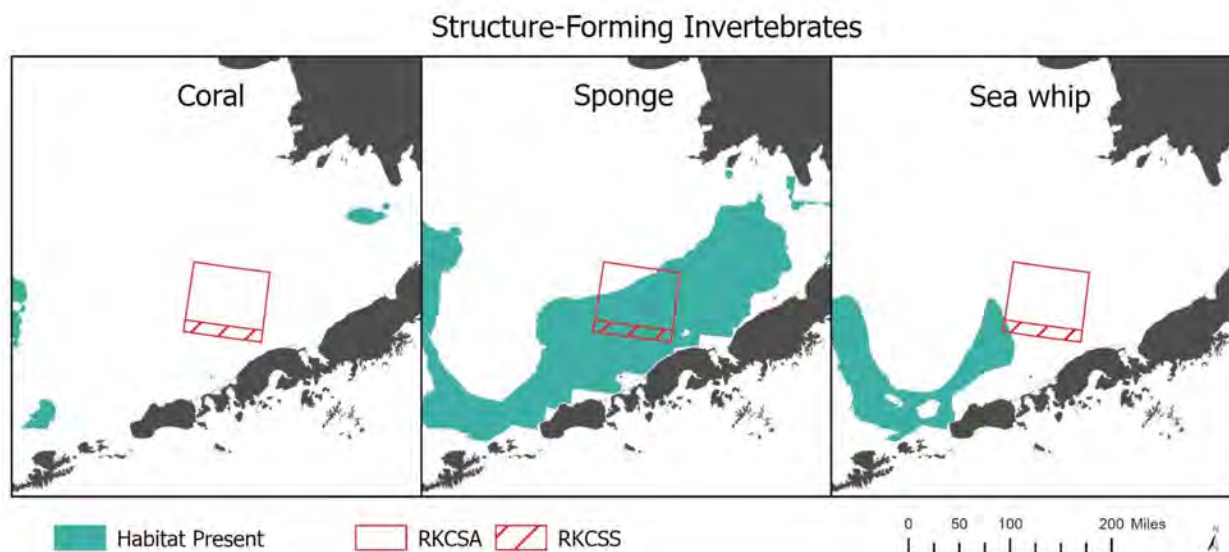 Structure-Forming Invertebrates
Coral
Sponge
Sea whip
Habitat Present
RKCSA
RKCSS
0 50 100 200 Miles